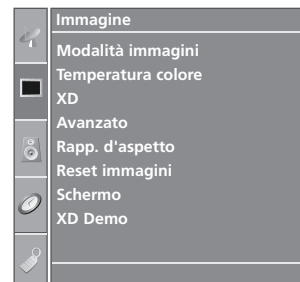 Immagine
Modalità immagini
Temperatura colore
XD
Avanzato
Rapp. d'aspetto
Reset immagini
Schermo
XD Demo